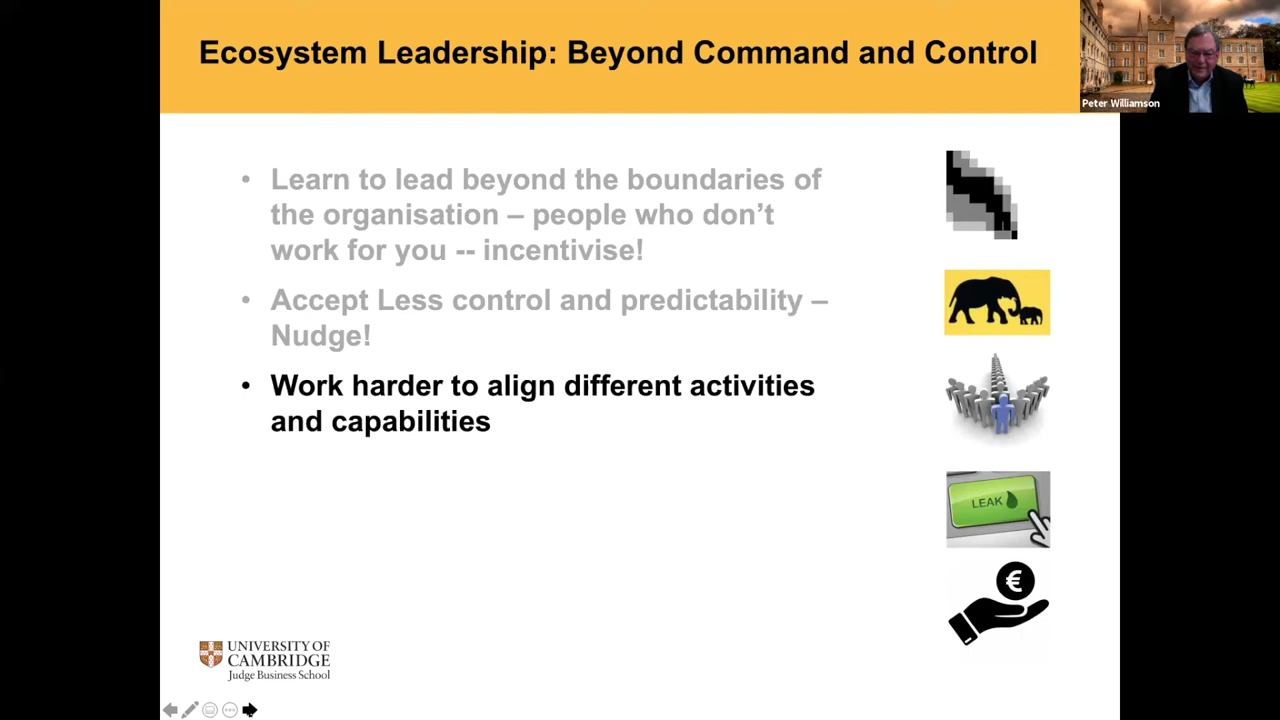 Ecosystem Leadership: Beyond Command and Control
Peter Williamson
• Learn to lead beyond the boundaries of
the organisation – people who don’t
work for you -- incentivise!
• Accept Less control and predictability –
Nudge!
• Work harder to align different activities
and capabilities
LEAK
€
UNIVERSITY OF
CAMBRIDGE
Judge Business School